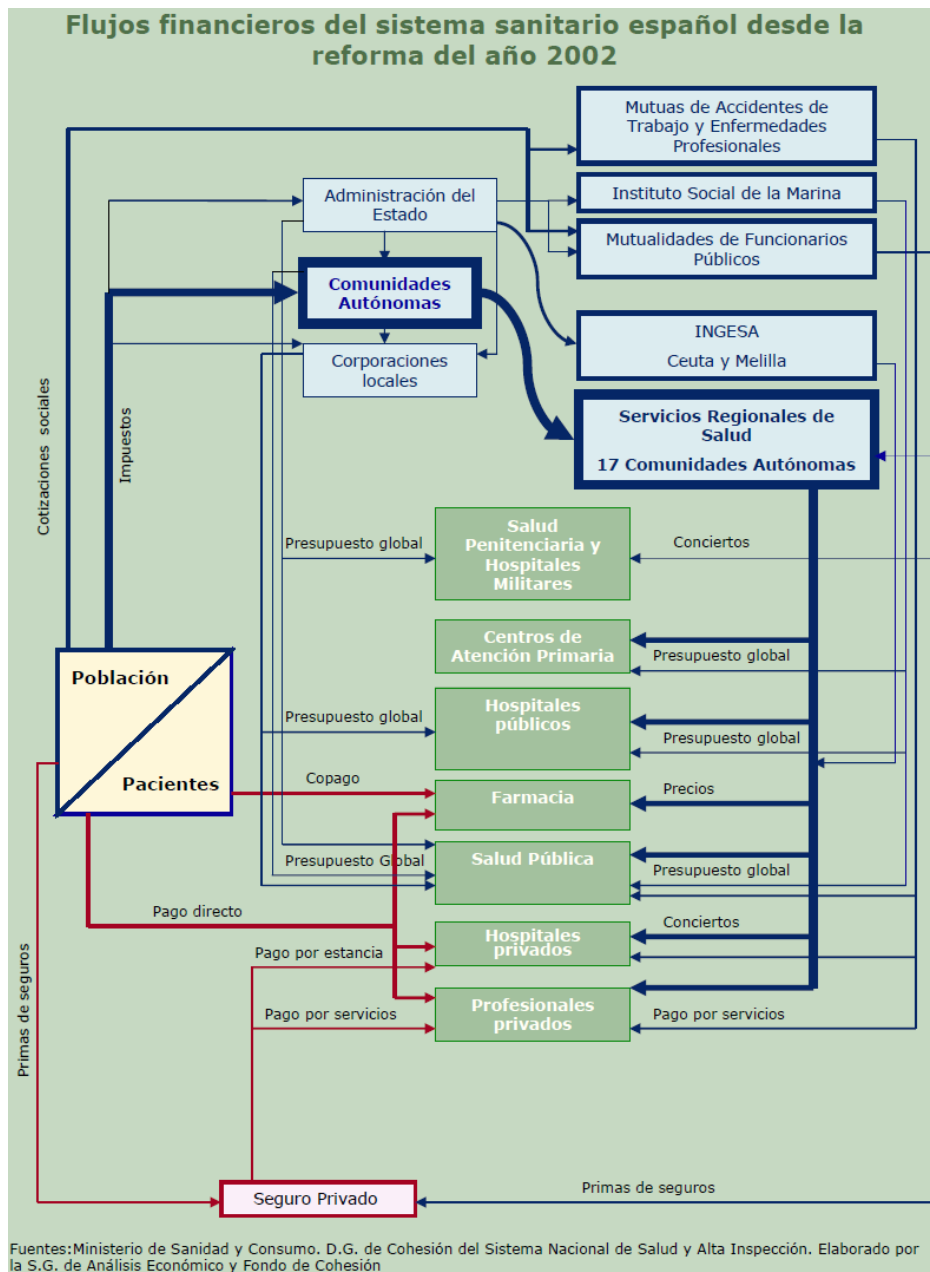 Flujos financieros del sistema sanitario español desde la
reforma del año 2002
Mutuas de Accidentes de
Trabajo y Enfermedades
Profesionales
Administración del
Estado
Instituto Social de la Marina
Mutualidades de Funcionarios
Públicos
Comunidades
Autónomas
INGESA
Ceuta y Melilla
Corporaciones
locales
Servicios Regionales de
Salud
17 Comunidades Autónomas
Cotizaciones sociales
Impuestos
Presupuesto global
Salud
Penitenciaria y
Hospitales
Militares
Conciertos
Centros de
Atención Primaria
Presupuesto global
Población
Pacientes
Presupuesto global
Hospitales
públicos
Presupuesto global
Copago
Farmacia
Precios
Presupuesto Global
Salud Pública
Presupuesto global
Pago directo
Hospitales
privados
Conciertos
Pago por estancia
Pago por servicios
Profesionales
privados
Pago por servicios
Primas de seguros
Seguro Privado
Primas de seguros
Fuentes:Ministerio de Sanidad y Consumo. D.G. de Cohesión del Sistema Nacional de Salud y Alta Inspección. Elaborado por
la S.G. de Análisis Económico y Fondo de Cohesión